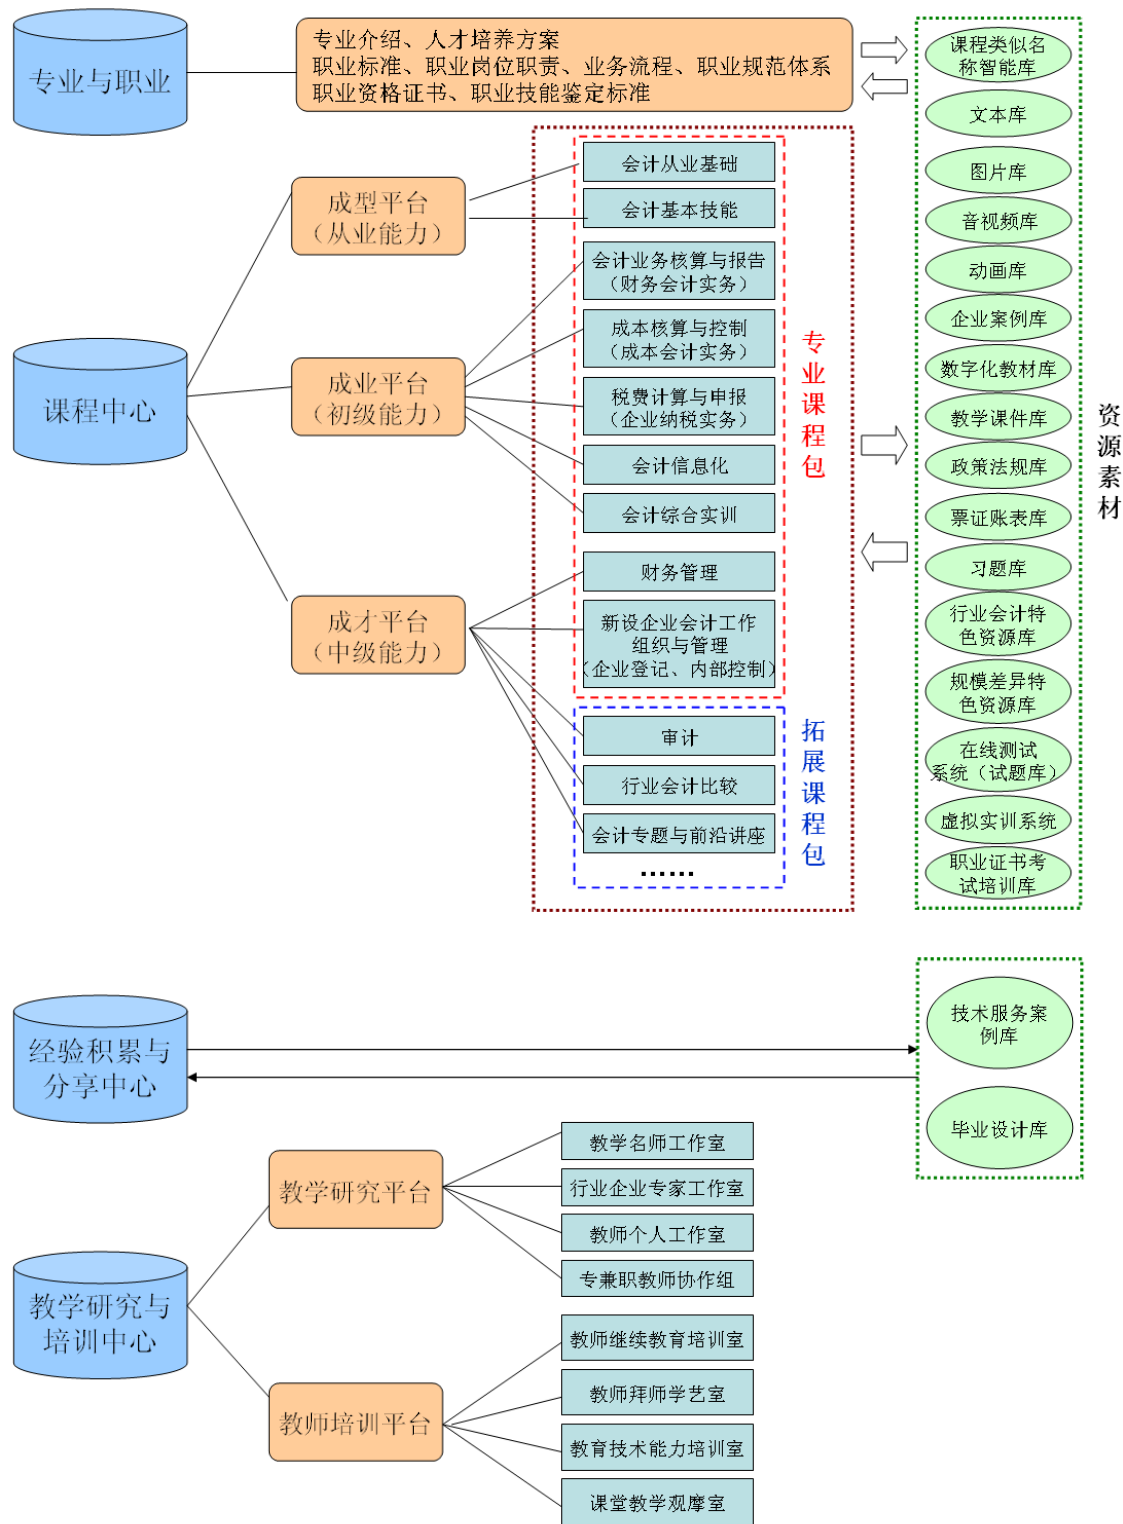 专业与职业
专业介绍、人才培养方案
职业标准、职业岗位职责、业务流程、职业规范体系
职业资格证书、职业技能鉴定标准
课程中心
成型平台
（从业能力）
成业平台
（初级能力）
成才平台
（中级能力）
会计从业基础
会计基本技能
会计业务核算与报告
（财务会计实务）
成本核算与控制
（成本会计实务）
税费计算与申报
（企业纳税实务）
会计信息化
会计综合实训
财务管理
新设企业会计工作
组织与管理
（企业登记、内部控制）
专业课程包
审计
行业会计比较
会计专题与前沿讲座
……
拓展课程包
课程类似名
称智能库
文本库
图片库
音视频库
动画库
企业案例库
数字化教材库
教学课件库
政策法规库
票证账表库
习题库
行业会计特
色资源库
规模差异特
色资源库
在线测试
系统（试题库）
虚拟实训系统
职业证书考
试培训库
资源素材
经验积累与
分享中心
技术服务案
例库
毕业设计库
教学研究与
培训中心
教学研究平台
教学名师工作室
行业企业专家工作室
教师个人工作室
专兼职教师协作组
教师培训平台
教师继续教育培训室
教师拜师学艺室
教育技术能力培训室
课堂教学观摩室